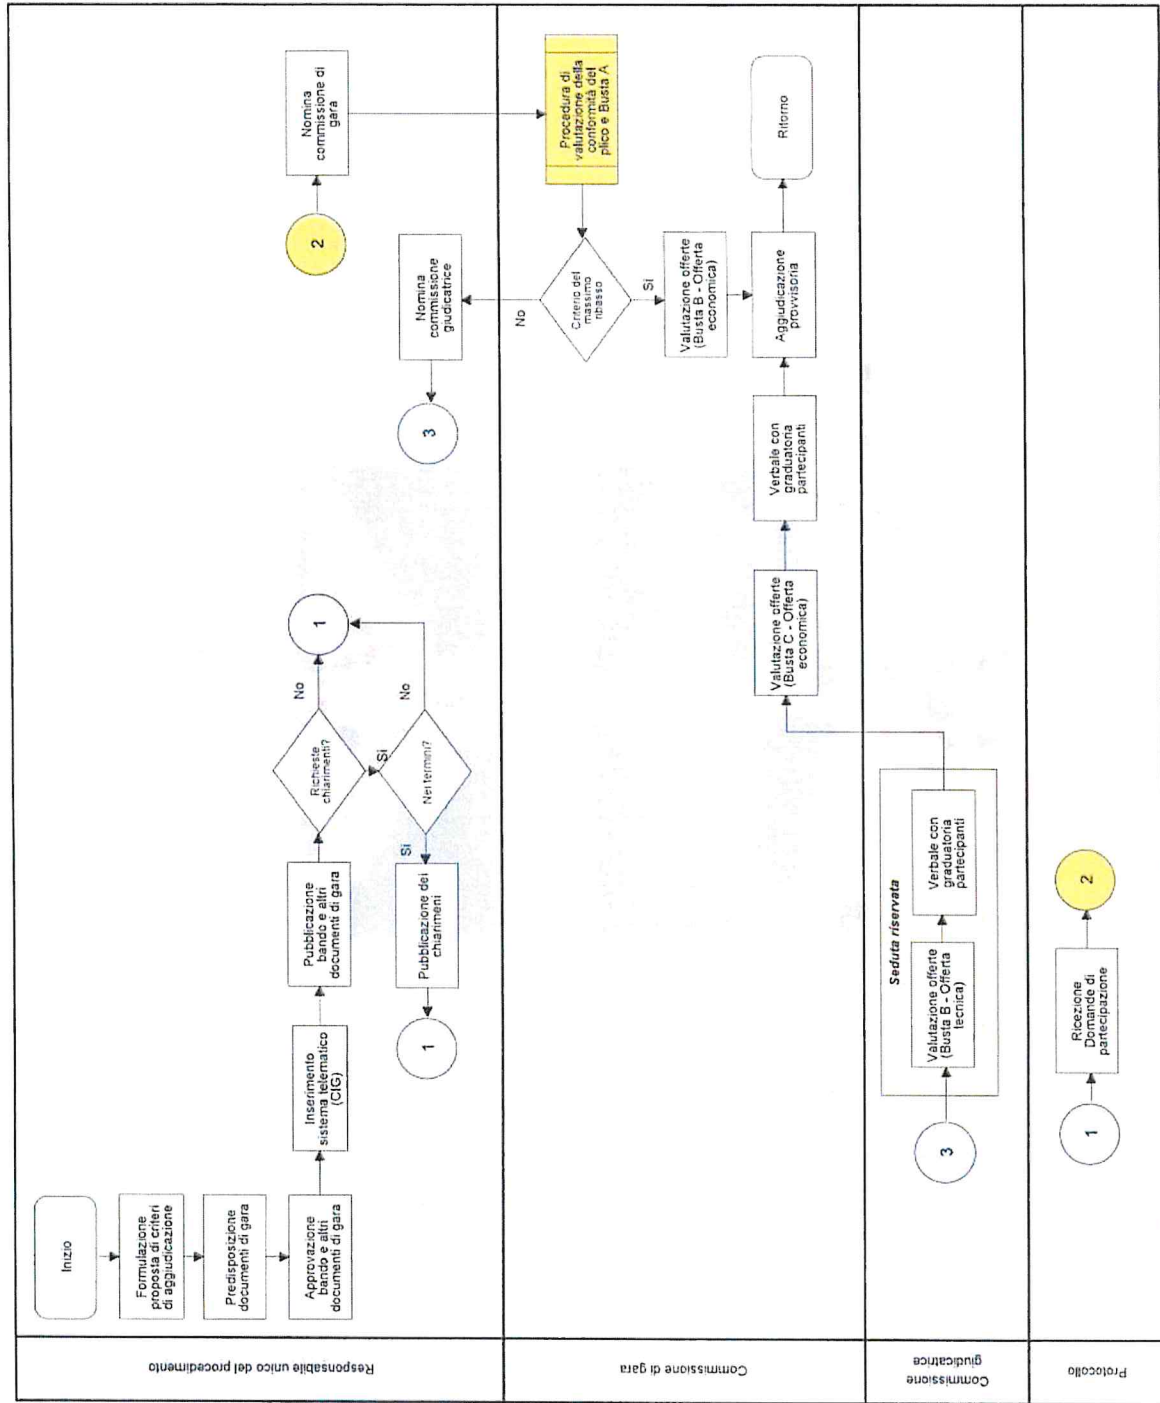 Responsabile unico del procedimento
Inizio
Formulazione
proposta di criteri
di aggiudicazione
Predisposizione
documenti di gara
Approvazione
bando e altri
documenti di gara
Inserimento
sistema telematico
(CIG)
Pubblicazione
bando e altri
documenti di gara
Richieste
chiarimenti?
No
1
Si
Nei termini?
No
Si
Pubblicazione dei
chiarimeni
1
2
Nomina
commissione di
gara
Nomina
commissione
giudicatrice
3
Commissione di gara
Procedura di
valutazione della
conformità del
plico e Busta A
Criterio del
massimo
ribasso
No
Si
Valutazione offerte
(Busta B - Offerta
economica)
Valutazione offerte
(Busta C - Offerta
economica)
Verbale con
graduatoria
partecipanti
Aggiudicazione
provvisoria
Ritorno
Commissione
giudicatrice
3
Seduta riservata
Valutazione offerte
(Busta B - Offerta
tecnica)
Verbale con
graduatoria
partecipanti
Protocollo
1
Ricezione
Domande di
partecipazione
2